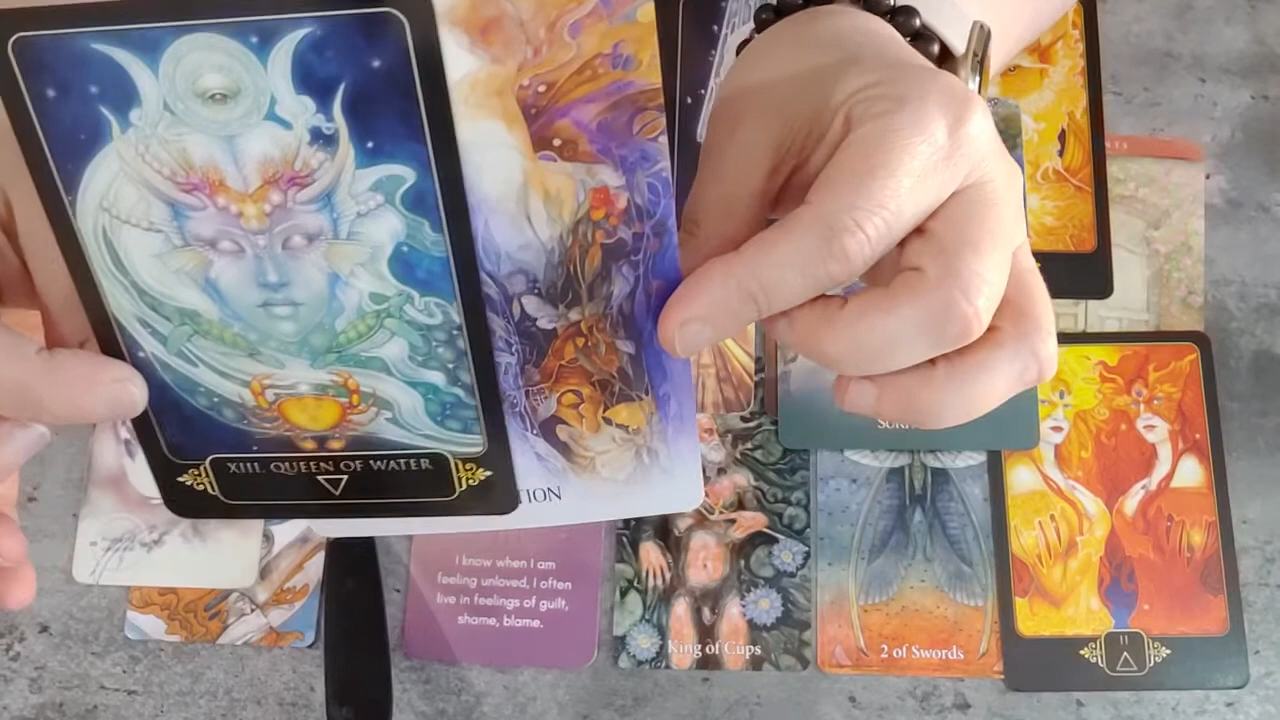 XIII. QUEEN OF WATER
TION
I know when I am
feeling unloved, I often
live in feelings of guilt,
shame, blame.
King of Cups
2 of Swords
II